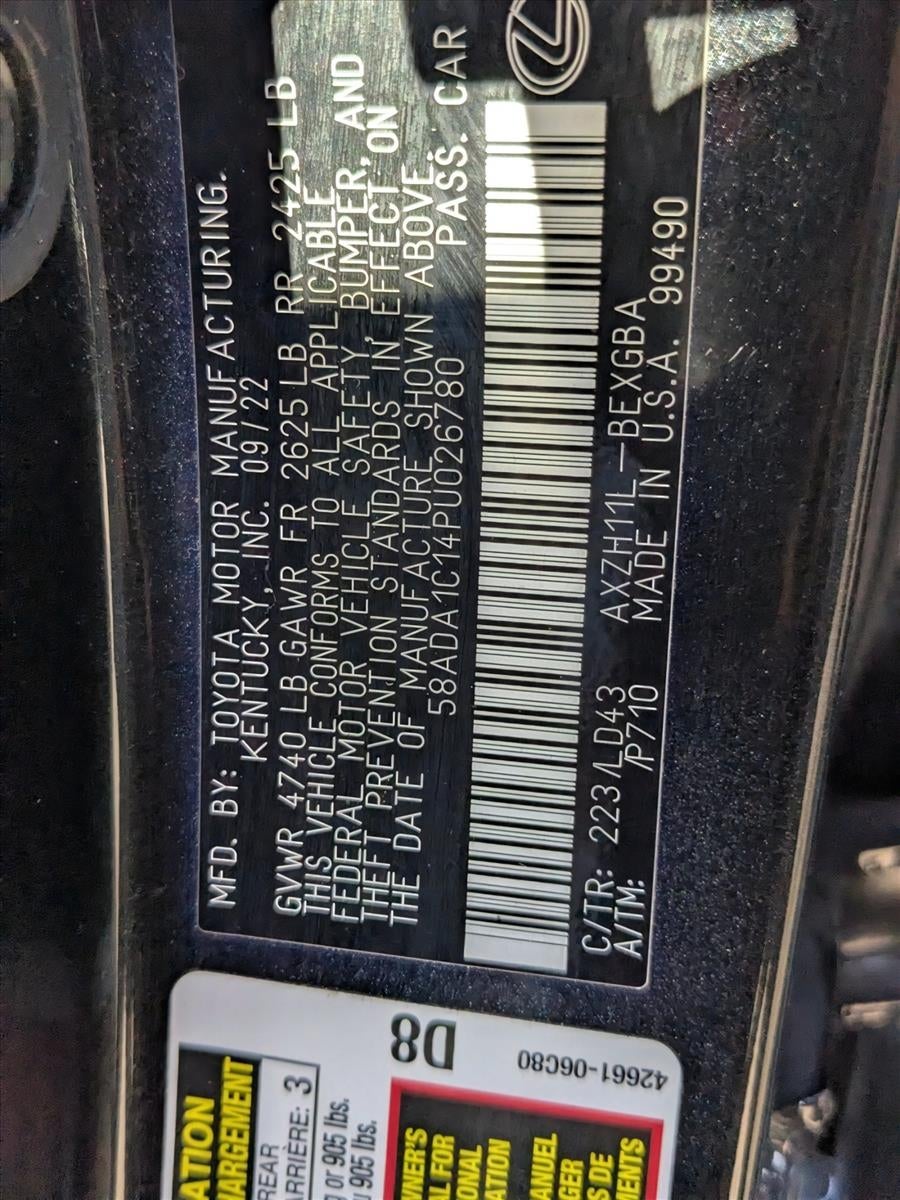 MFD. BY: TOYOTA MOTOR MANUFACTURING.
KENTUCKY, INC. 09/22
GVWR 4740 LB GAWR FR 2625 LB RR 2425 LB
THIS VEHICLE CONFORMS TO ALL APPLICABLE
FEDERAL MOTOR VEHICLE SAFETY, BUMPER, AND
THEFT PREVENTION STANDARDS IN EFFECT ON
THE DATE OF MANUFACTURE SHOWN ABOVE.
58ADA1C14PU026780 PASS. CAR
C/TR: 223/LD43 AXZH11L-BEXGBA
A/TM: /P710 MADE IN U.S.A. 99490
D8
42661-06C80
REAR
ARRIÈRE: 3
or 905 lbs.
905 lbs.